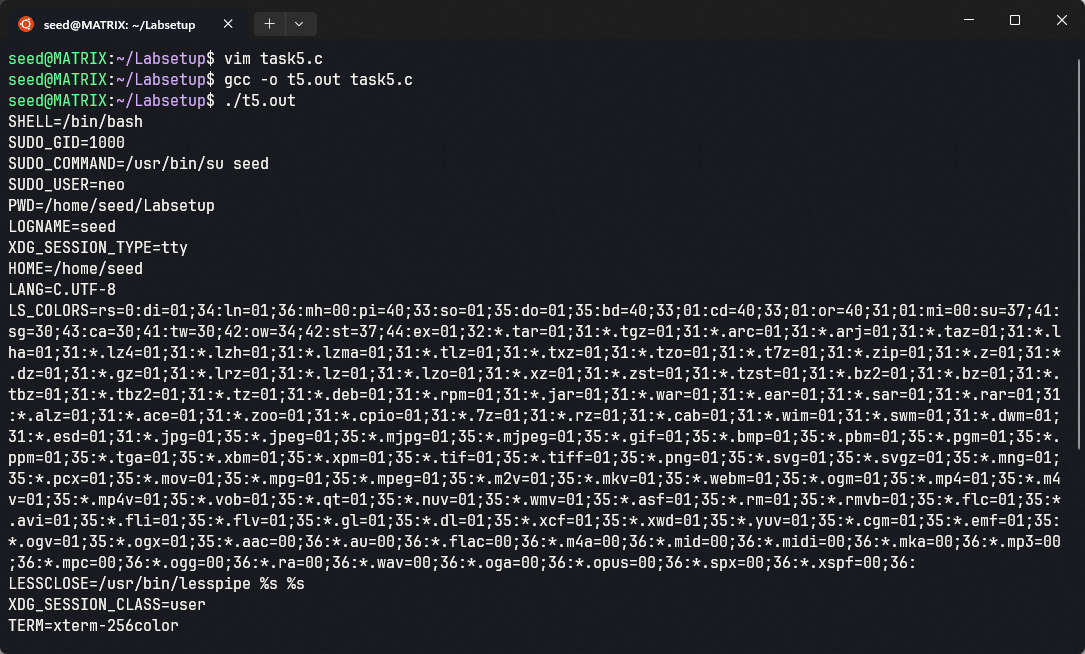 seed@MATRIX: ~/Labsetup
seed@MATRIX:~/Labsetup$ vim task5.c
seed@MATRIX:~/Labsetup$ gcc -o t5.out task5.c
seed@MATRIX:~/Labsetup$ ./t5.out
SHELL=/bin/bash
SUDO_GID=1000
SUDO_COMMAND=/usr/bin/su seed
SUDO_USER=neo
PWD=/home/seed/Labsetup
LOGNAME=seed
XDG_SESSION_TYPE=tty
HOME=/home/seed
LANG=C.UTF-8
LS_COLORS=rs=0:di=01;34:ln=01;36:mh=00:pi=40;33:so=01;35:do=01;35:bd=40;33;01:cd=40;33;01:or=40;31;01:mi=00:su=37;41:
sg=30;43:ca=30;41:tw=30;42:ow=34;42:st=37;44:ex=01;32:*.tar=01;31:*.tgz=01;31:*.arc=01;31:*.arj=01;31:*.taz=01;31:*.l
ha=01;31:*.lz4=01;31:*.lzh=01;31:*.lzma=01;31:*.tlz=01;31:*.txz=01;31:*.tzo=01;31:*.t7z=01;31:*.zip=01;31:*.z=01;31:*
.dz=01;31:*.gz=01;31:*.lrz=01;31:*.lz=01;31:*.lzo=01;31:*.xz=01;31:*.zst=01;31:*.tzst=01;31:*.bz2=01;31:*.bz=01;31:*.
tbz=01;31:*.tbz2=01;31:*.tz=01;31:*.deb=01;31:*.rpm=01;31:*.jar=01;31:*.war=01;31:*.ear=01;31:*.sar=01;31:*.rar=01;31
:*.alz=01;31:*.ace=01;31:*.zoo=01;31:*.cpio=01;31:*.7z=01;31:*.rz=01;31:*.cab=01;31:*.wim=01;31:*.swm=01;31:*.dwm=01;
31:*.esd=01;31:*.jpg=01;35:*.jpeg=01;35:*.mjpg=01;35:*.mjpeg=01;35:*.gif=01;35:*.bmp=01;35:*.pbm=01;35:*.pgm=01;35:*.
ppm=01;35:*.tga=01;35:*.xbm=01;35:*.xpm=01;35:*.tif=01;35:*.tiff=01;35:*.png=01;35:*.svg=01;35:*.svgz=01;35:*.mng=01;
35:*.pcx=01;35:*.mov=01;35:*.mpg=01;35:*.mpeg=01;35:*.m2v=01;35:*.mkv=01;35:*.webm=01;35:*.ogm=01;35:*.mp4=01;35:*.m4
v=01;35:*.mp4v=01;35:*.vob=01;35:*.qt=01;35:*.nuv=01;35:*.wmv=01;35:*.asf=01;35:*.rm=01;35:*.rmvb=01;35:*.flc=01;35:*
.avi=01;35:*.fli=01;35:*.flv=01;35:*.gl=01;35:*.dl=01;35:*.xcf=01;35:*.xwd=01;35:*.yuv=01;35:*.cgm=01;35:*.emf=01;35:
*.ogv=01;35:*.ogx=01;35:*.aac=00;36:*.au=00;36:*.flac=00;36:*.m4a=00;36:*.mid=00;36:*.midi=00;36:*.mka=00;36:*.mp3=00
;36:*.mpc=00;36:*.ogg=00;36:*.ra=00;36:*.wav=00;36:*.oga=00;36:*.opus=00;36:*.spx=00;36:*.xspf=00;36:
LESSCLOSE=/usr/bin/lesspipe %s %s
XDG_SESSION_CLASS=user
TERM=xterm-256color